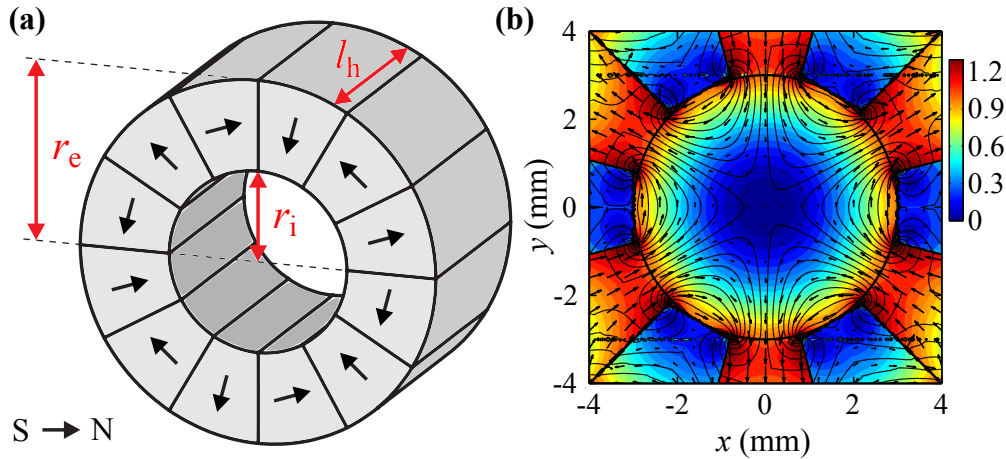 (a)
l_h
r_e
r_i
S → N
(b)
4
2
0
-2
-4
y (mm)
-4 -2 0 2 4
x (mm)
1.2
0.9
0.6
0.3
0